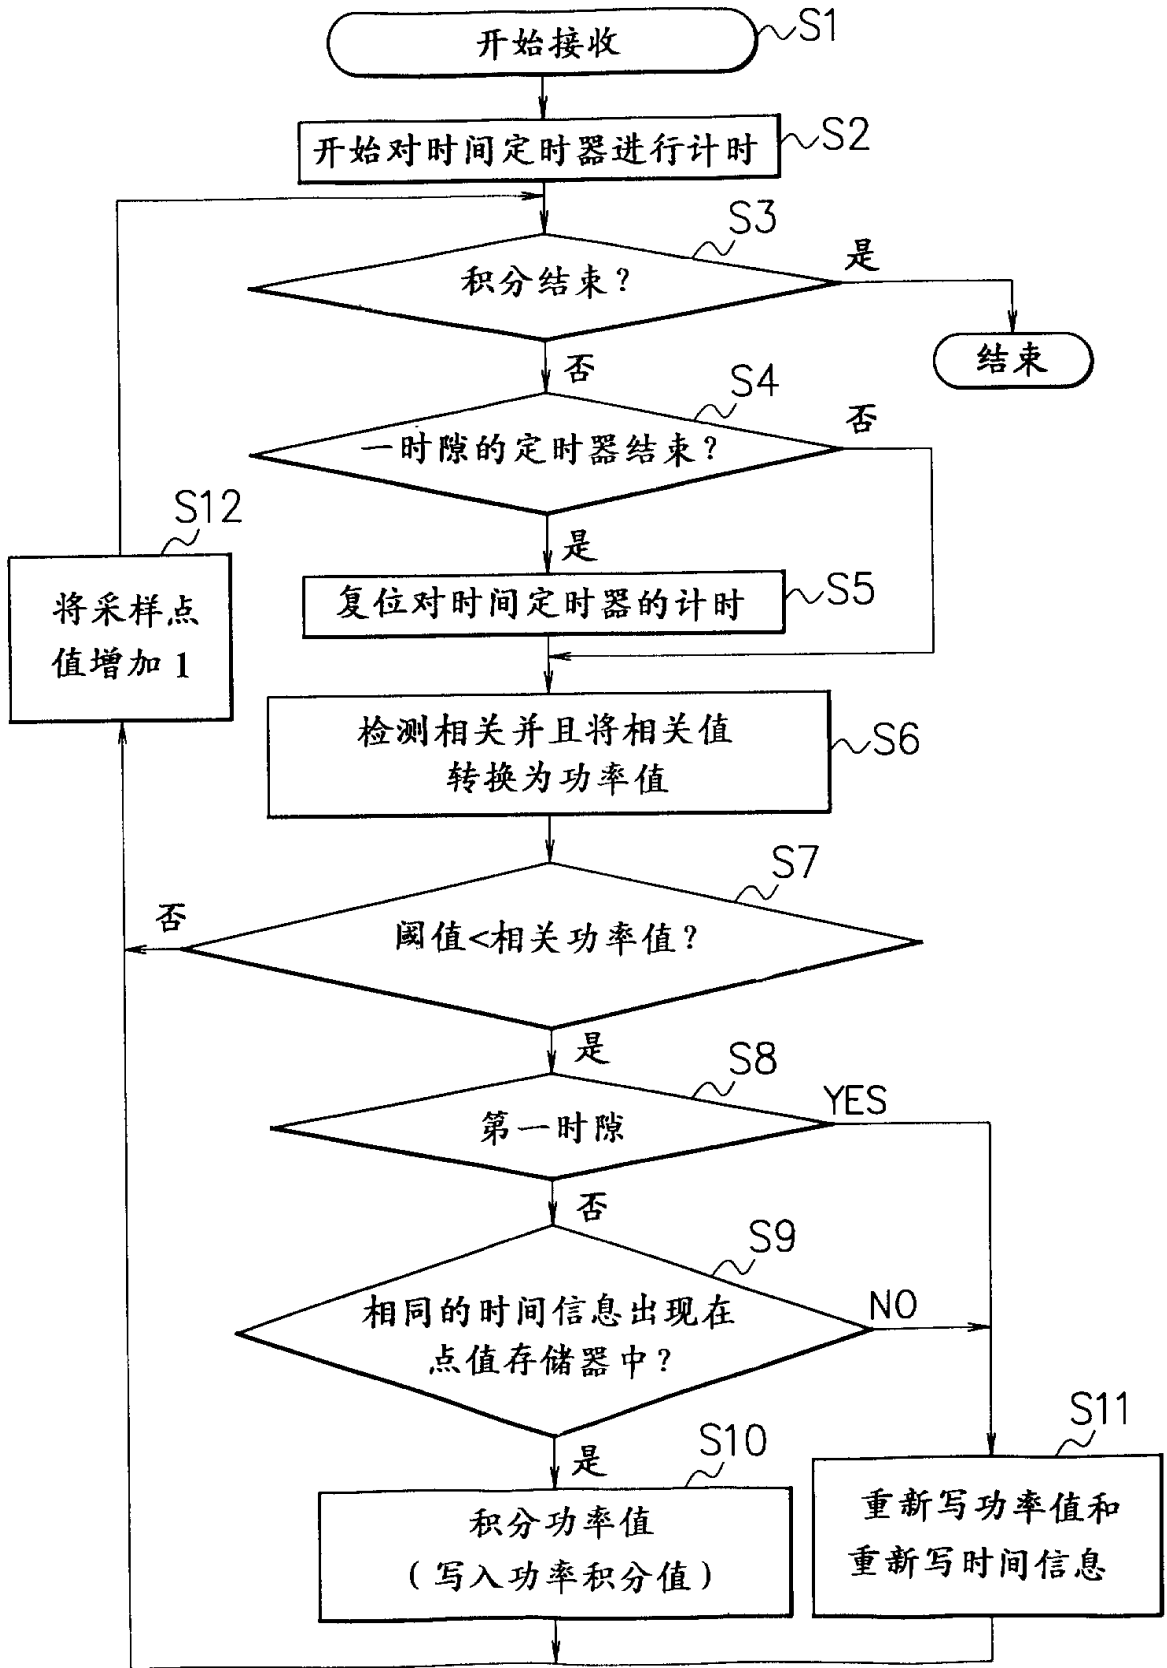 开始接收
S1
开始对时间定时器进行计时
S2
积分结束？
S3
是
结束
否
一时隙的定时器结束？
S4
否
是
复位对时间定时器的计时
S5
S12
将采样点
值增加1
检测相关并且将相关值
转换为功率值
S6
阈值<相关功率值？
S7
否
是
第一时隙
S8
YES
否
相同的时间信息出现在
点值存储器中？
S9
NO
是
积分功率值
（写入功率积分值）
S10
重新写功率值和
重新写时间信息
S11